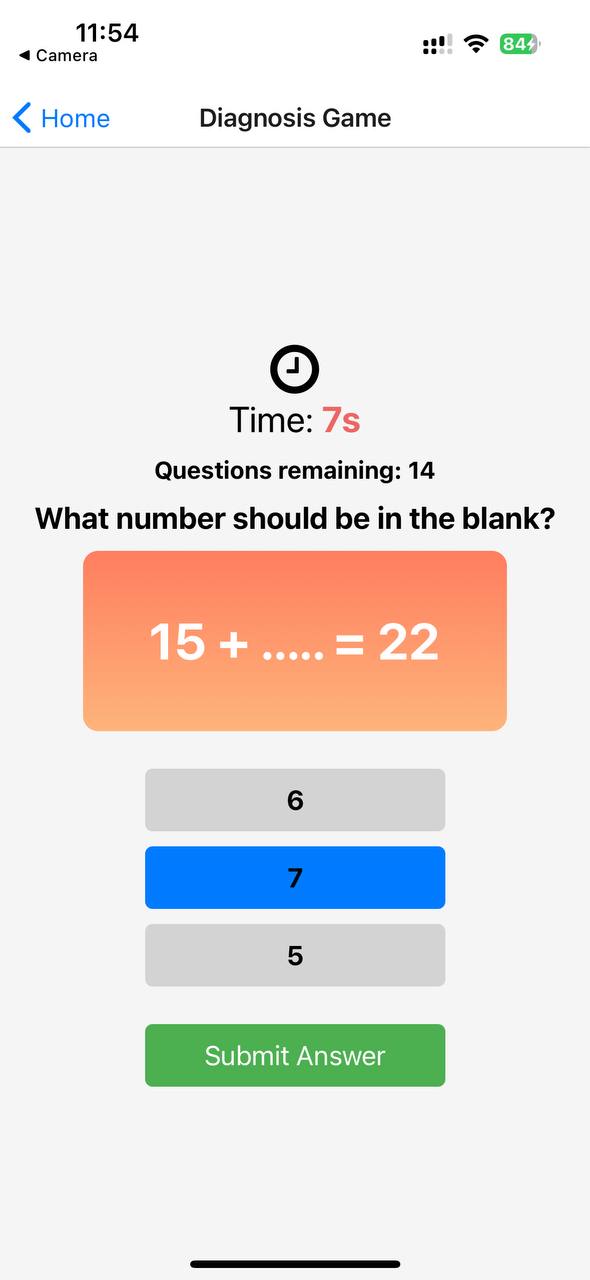 11:54
◀ Camera
84
Home
Diagnosis Game
Time: 7s
Questions remaining: 14
What number should be in the blank?
15 + ..... = 22
6
7
5
Submit Answer